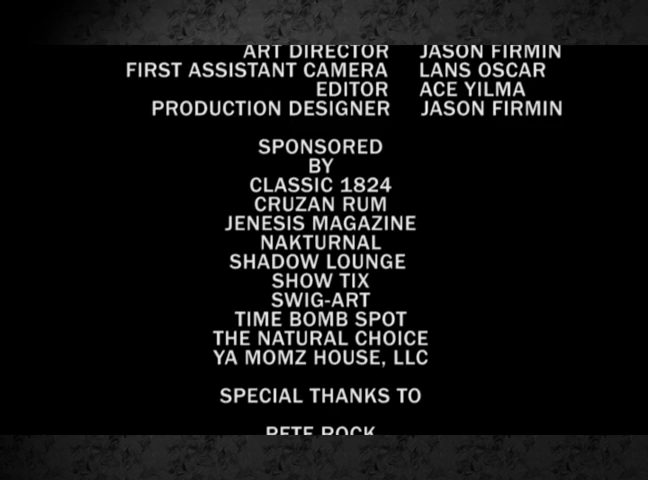 ART DIRECTOR JASON FIRMIN
FIRST ASSISTANT CAMERA LANS OSCAR
EDITOR ACE YILMA
PRODUCTION DESIGNER JASON FIRMIN
SPONSORED
BY
CLASSIC 1824
CRUZAN RUM
JENESIS MAGAZINE
NAKTURNAL
SHADOW LOUNGE
SHOW TIX
SWIG-ART
TIME BOMB SPOT
THE NATURAL CHOICE
YA MOMZ HOUSE, LLC
SPECIAL THANKS TO
PETE ROCK